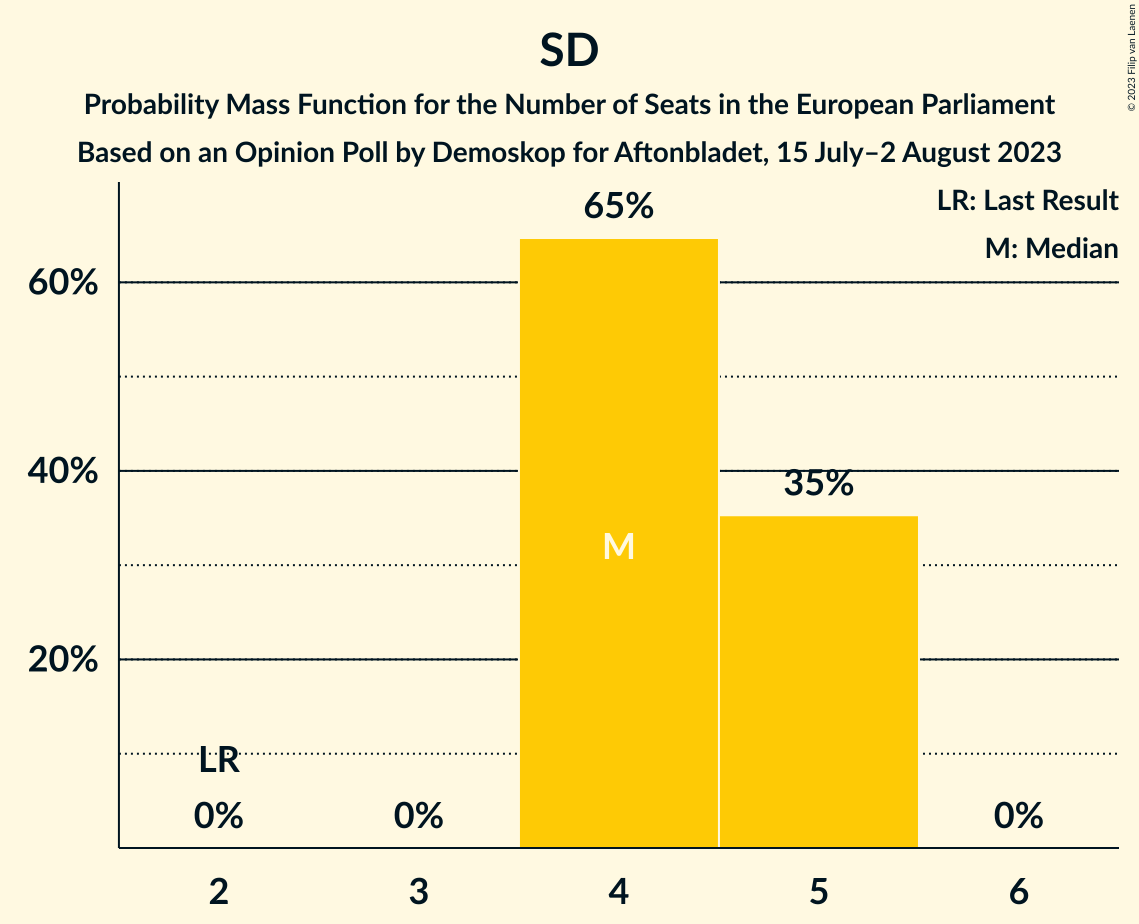 SD
Probability Mass Function for the Number of Seats in the European Parliament
Based on an Opinion Poll by Demoskop for Aftonbladet, 15 July–2 August 2023
© 2023 Filip van Laenen
LR: Last Result
M: Median
65%
60%
40%
35%
M
20%
LR
0%
0%
0%
2
3
4
5
6